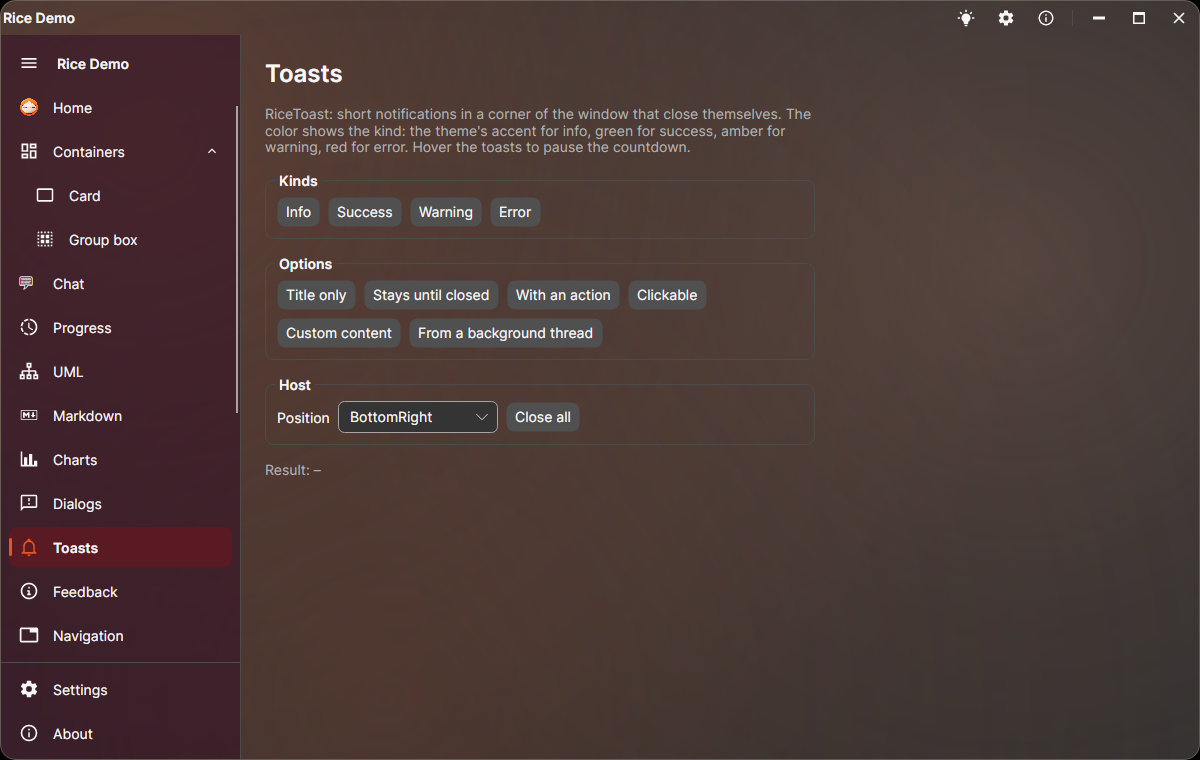 Rice Demo
Rice Demo
Home
Containers
Card
Group box
Chat
Progress
UML
Markdown
Charts
Dialogs
Toasts
Feedback
Navigation
Settings
About
Toasts
RiceToast: short notifications in a corner of the window that close themselves. The
color shows the kind: the theme's accent for info, green for success, amber for
warning, red for error. Hover the toasts to pause the countdown.
Kinds
Info Success Warning Error
Options
Title only Stays until closed With an action Clickable
Custom content From a background thread
Host
Position BottomRight Close all
Result: –